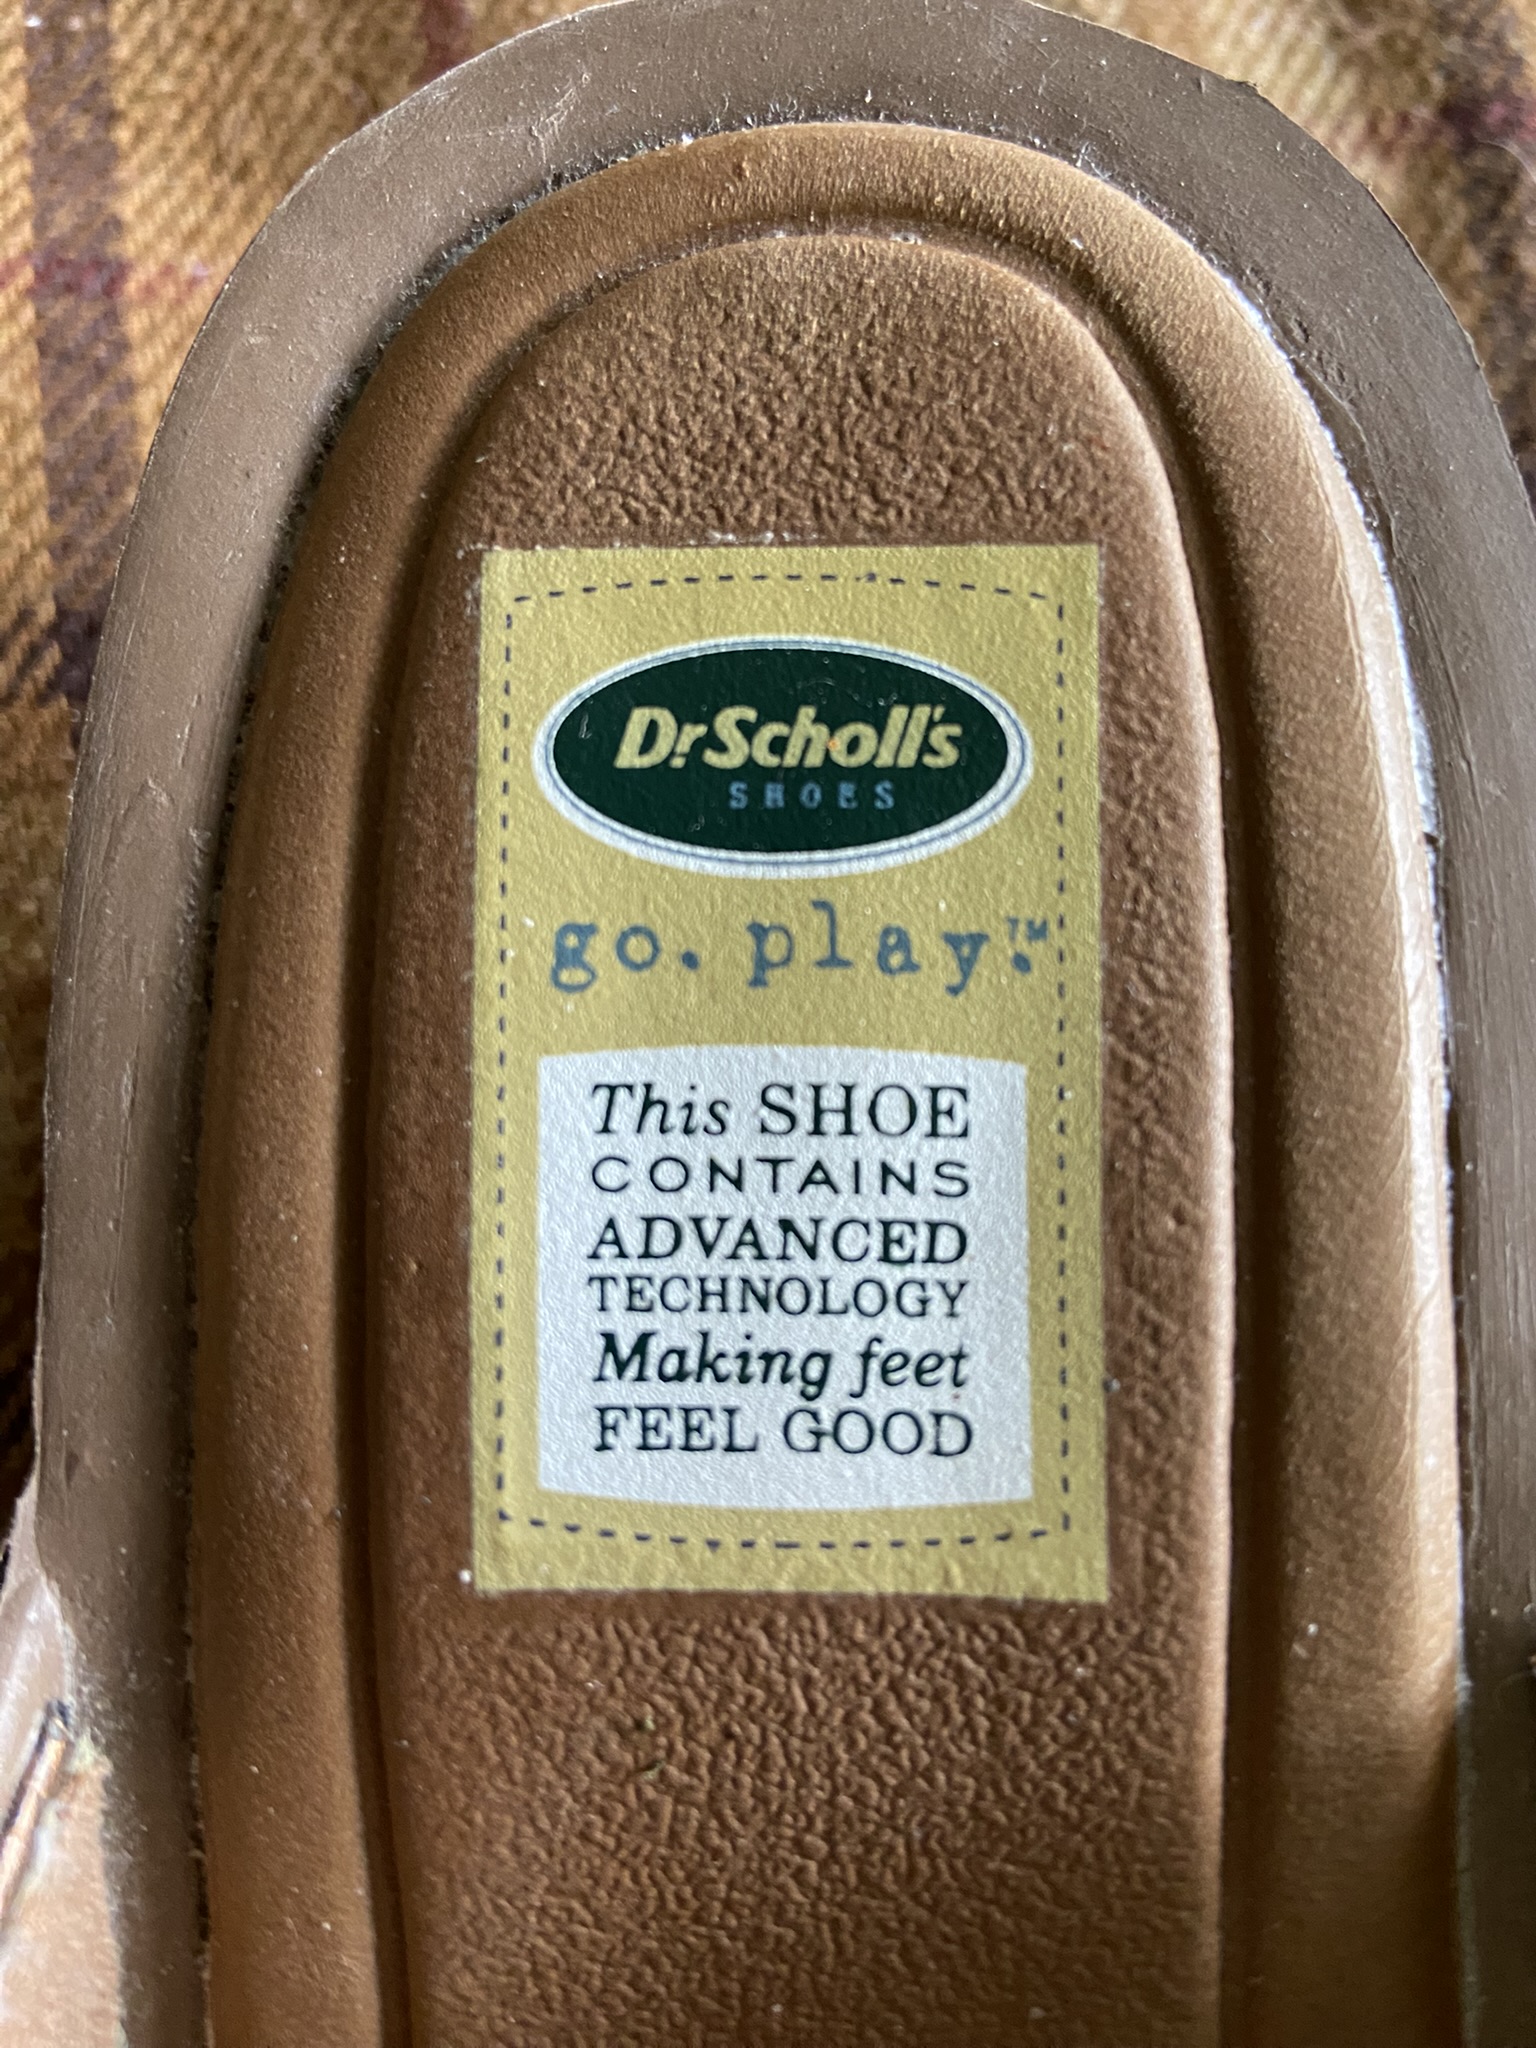 Dr. Scholl's
SHOES
go. play.™
This SHOE
CONTAINS
ADVANCED
TECHNOLOGY
Making feet
FEEL GOOD